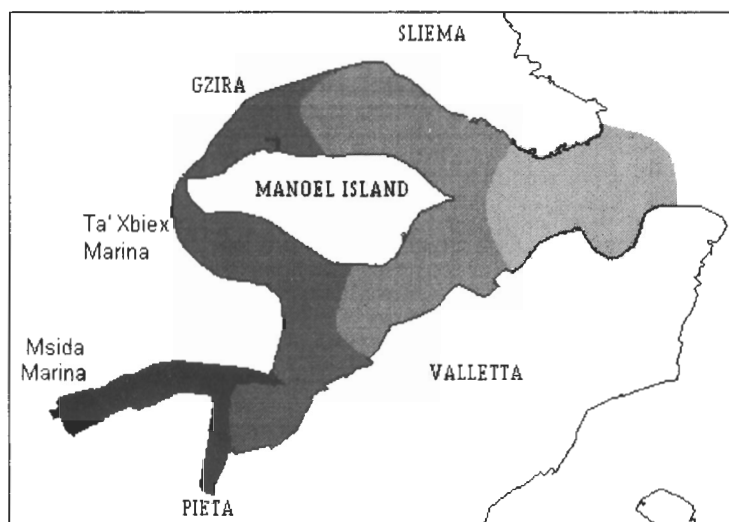 SLIEMA
GZIRA
MANOEL ISLAND
Ta' Xbiex
Marina
Msida
Marina
VALLETTA
PIETA